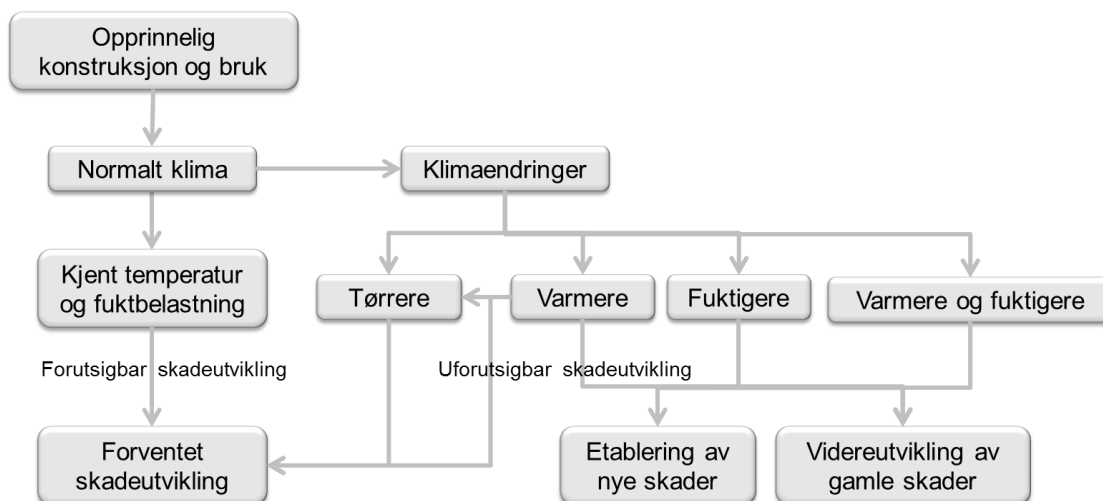 Opprinnelig
konstruksjon og bruk
Normalt klima
Klimaendringer
Kjent temperatur
og fuktbelastning
Tørrere
Varmere
Fuktigere
Varmere og fuktigere
Forutsigbar skadeutvikling
Uforutsigbar skadeutvikling
Forventet
skadeutvikling
Etablering av
nye skader
Videreutvikling av
gamle skader